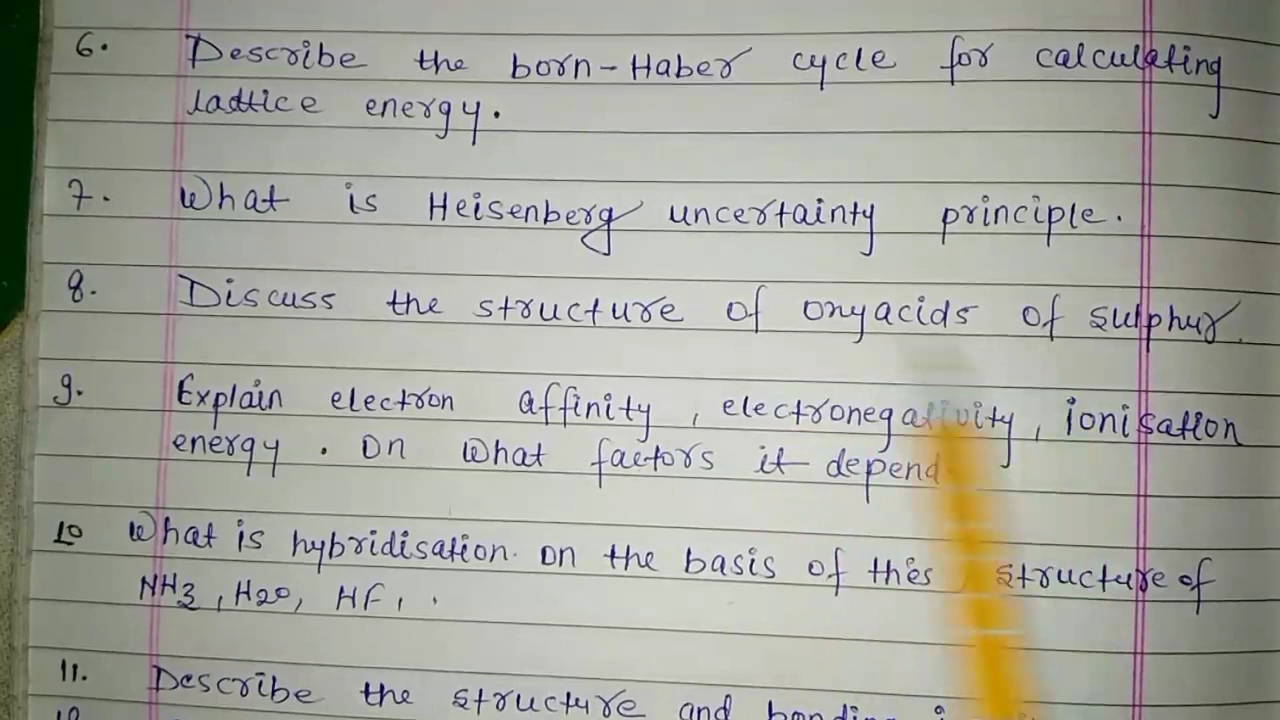 6. Describe the born-Haber cycle for calculating
lattice energy.
7. What is Heisenberg uncertainty principle.
8. Discuss the structure of oxyacids of sulphur.
9. Explain electron affinity, electronegativity, ionisation
energy. On what factors it depend
10 What is hybridisation. On the basis of this, structure of
NH3, H2O, HF,.
11. Describe the structure and bonding